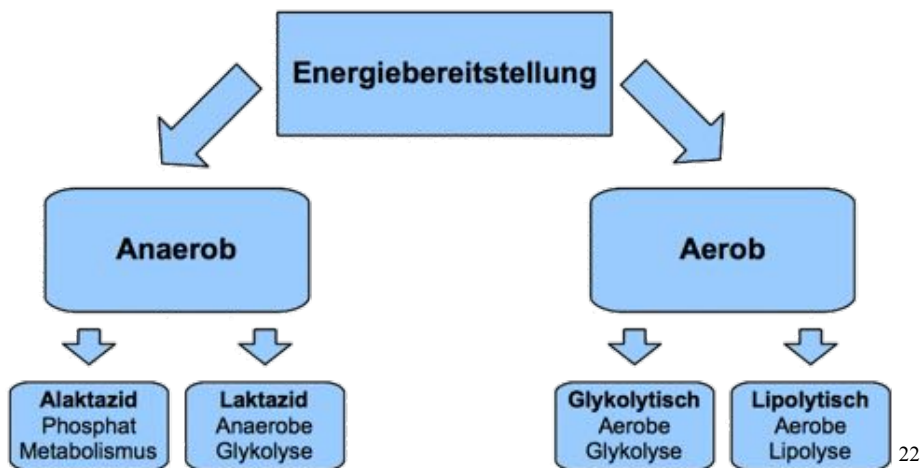 Energiebereitstellung
Anaerob
Aerob
Alaktazid
Phosphat
Metabolismus
Laktazid
Anaerobe
Glykolyse
Glykolytisch
Aerobe
Glykolyse
Lipolytisch
Aerobe
Lipolyse
22